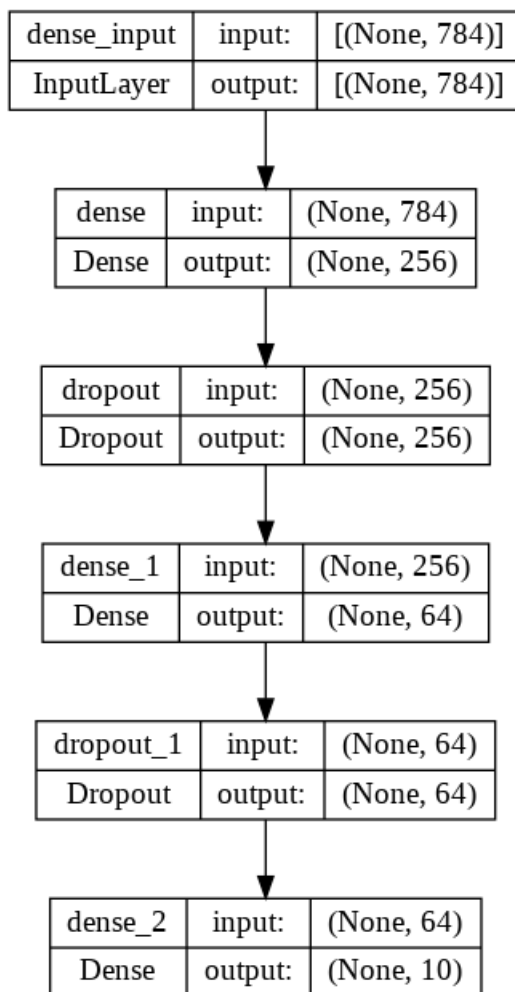 dense_input input: [(None, 784)]
InputLayer output: [(None, 784)]
dense input: (None, 784)
Dense output: (None, 256)
dropout input: (None, 256)
Dropout output: (None, 256)
dense_1 input: (None, 256)
Dense output: (None, 64)
dropout_1 input: (None, 64)
Dropout output: (None, 64)
dense_2 input: (None, 64)
Dense output: (None, 10)